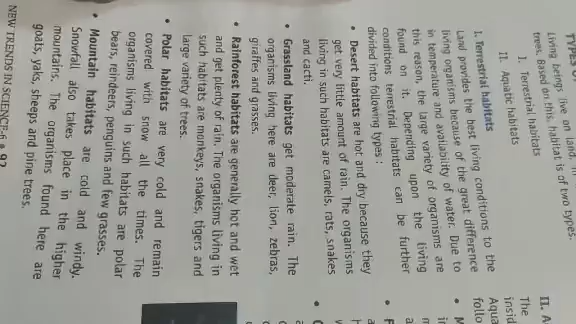 TYPES OF
Living beings live on land, in
trees. Based on this, habitat is of two types.
I. Terrestrial habitats
II. Aquatic habitats
I. Terrestrial habitats
Land provides the best living conditions to the
living organisms because of the great difference
in temperature and availability of water. Due to
this reason, the large variety of organisms are
found on it. Depending upon the living
conditions terrestrial habitats can be further
divided into following types :
• Desert habitats are hot and dry because they
get very little amount of rain. The organisms
living in such habitats are camels, rats, snakes
and cacti.
• Grassland habitats get moderate rain. The
organisms living here are deer, lion, zebras,
giraffes and grasses.
• Rainforest habitats are generally hot and wet
and get plenty of rain. The organisms living in
such habitats are monkeys, snakes, tigers and
large variety of trees.
• Polar habitats are very cold and remain
covered with snow all the times. The
organisms living in such habitats are polar
bears, reindeers, penguins and few grasses.
• Mountain habitats are cold and windy.
Snowfall also takes place in the higher
mountains. The organisms found here are
goats, yaks, sheeps and pine trees.
NEW TRENDS IN SCIENCE-6 • 92
II. A
The
insid
Aqua
follo